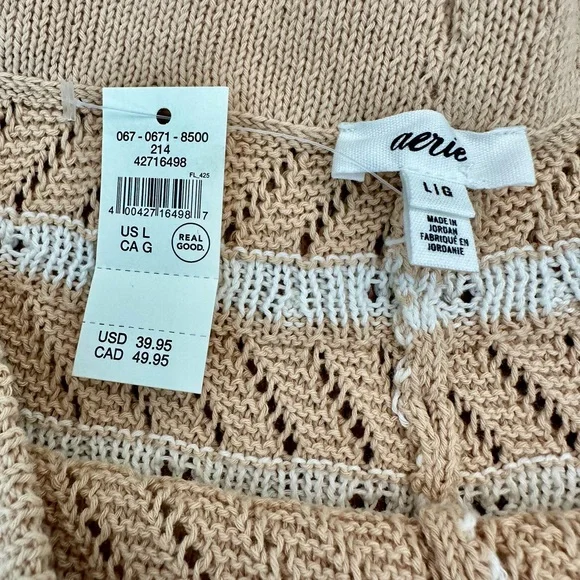 067 - 0671 - 8500
214
42716498
FL_425
4 00427 16498 7
US L
CA G
REAL
GOOD.
USD 39.95
CAD 49.95
aerie
L/G
MADE IN
JORDAN
FABRIQUÉ EN
JORDANIE